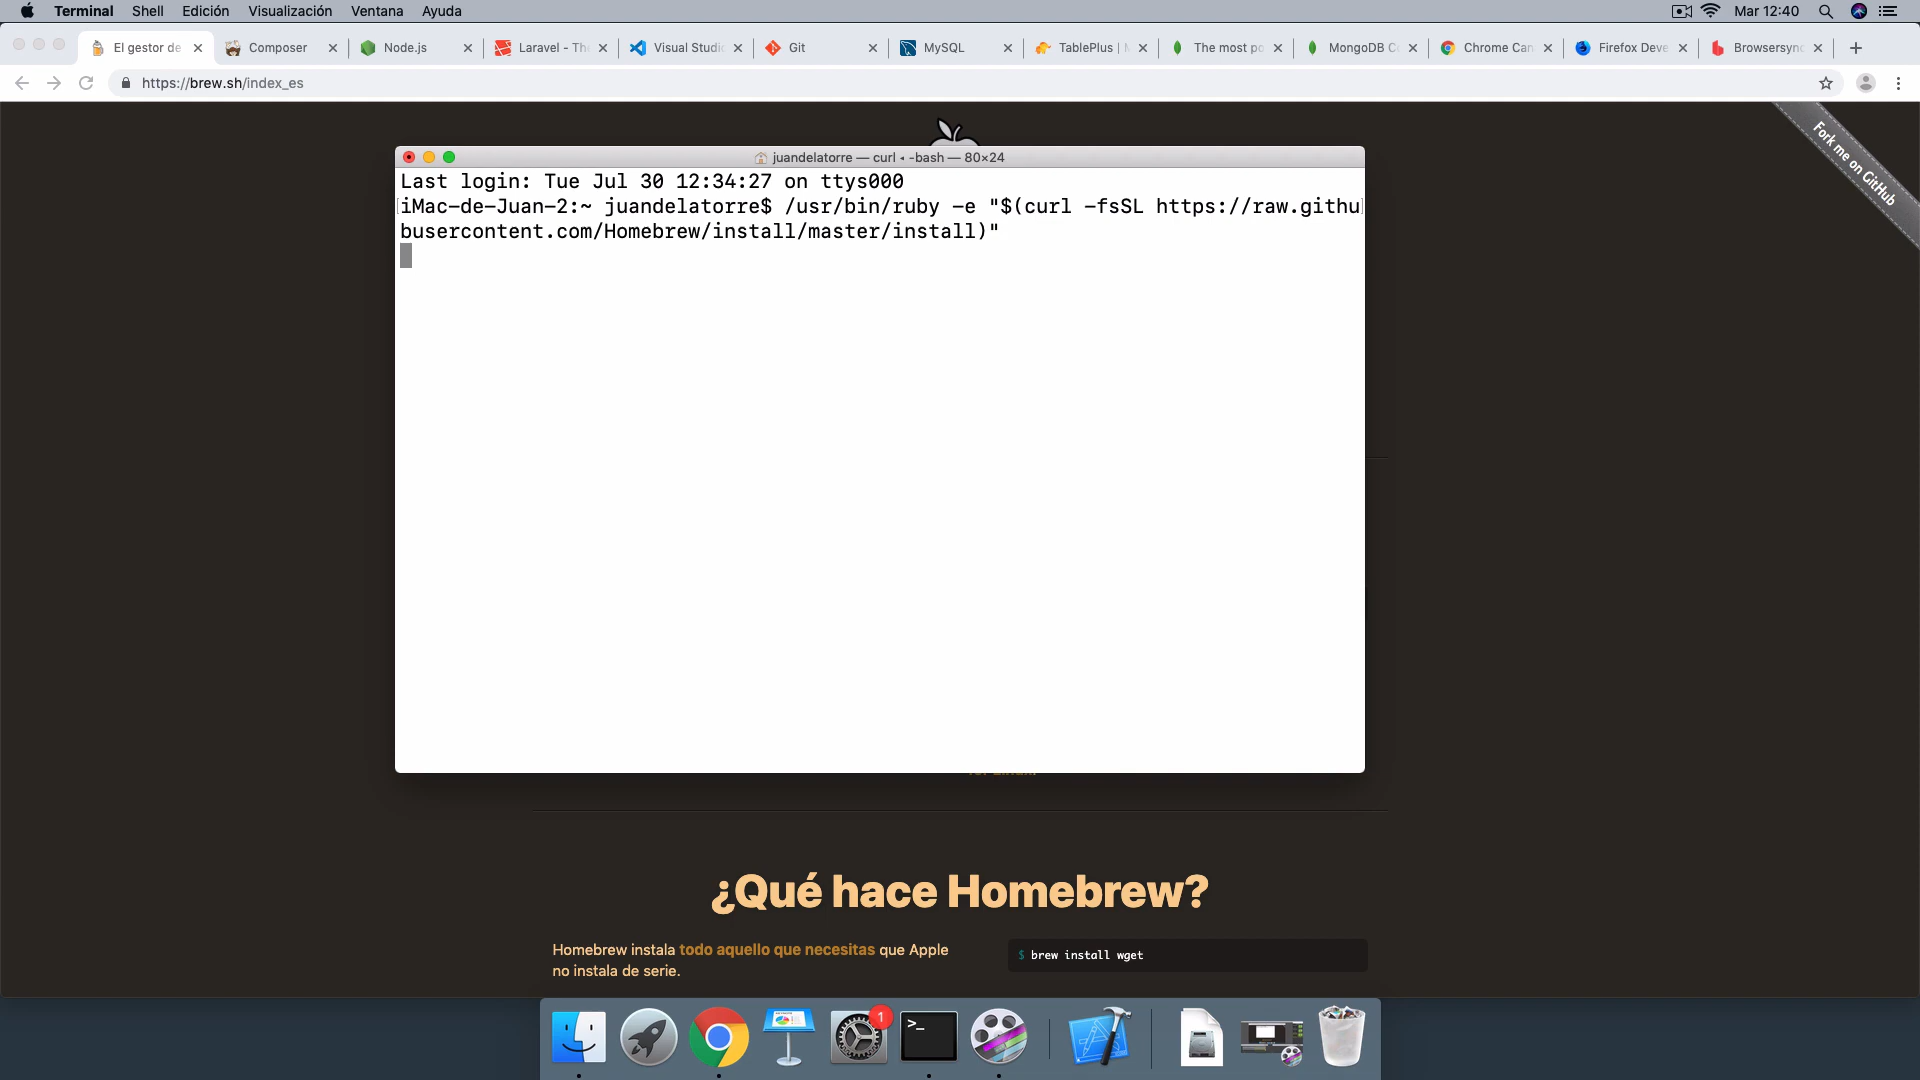 Terminal Shell Edición Visualización Ventana Ayuda Mar 12:40
El gestor de Composer Node.js Laravel - Th Visual Studi Git MySQL TablePlus | The most po MongoDB C Chrome Can Firefox Deve Browsersync
https://brew.sh/index_es
Fork me on GitHub
juandelatorre — curl ◂ -bash — 80×24
Last login: Tue Jul 30 12:34:27 on ttys000
iMac-de-Juan-2:~ juandelatorre$ /usr/bin/ruby -e "$(curl -fsSL https://raw.githu
busercontent.com/Homebrew/install/master/install)"
¿Qué hace Homebrew?
Homebrew instala todo aquello que necesitas que Apple
no instala de serie.
$ brew install wget
1
>_